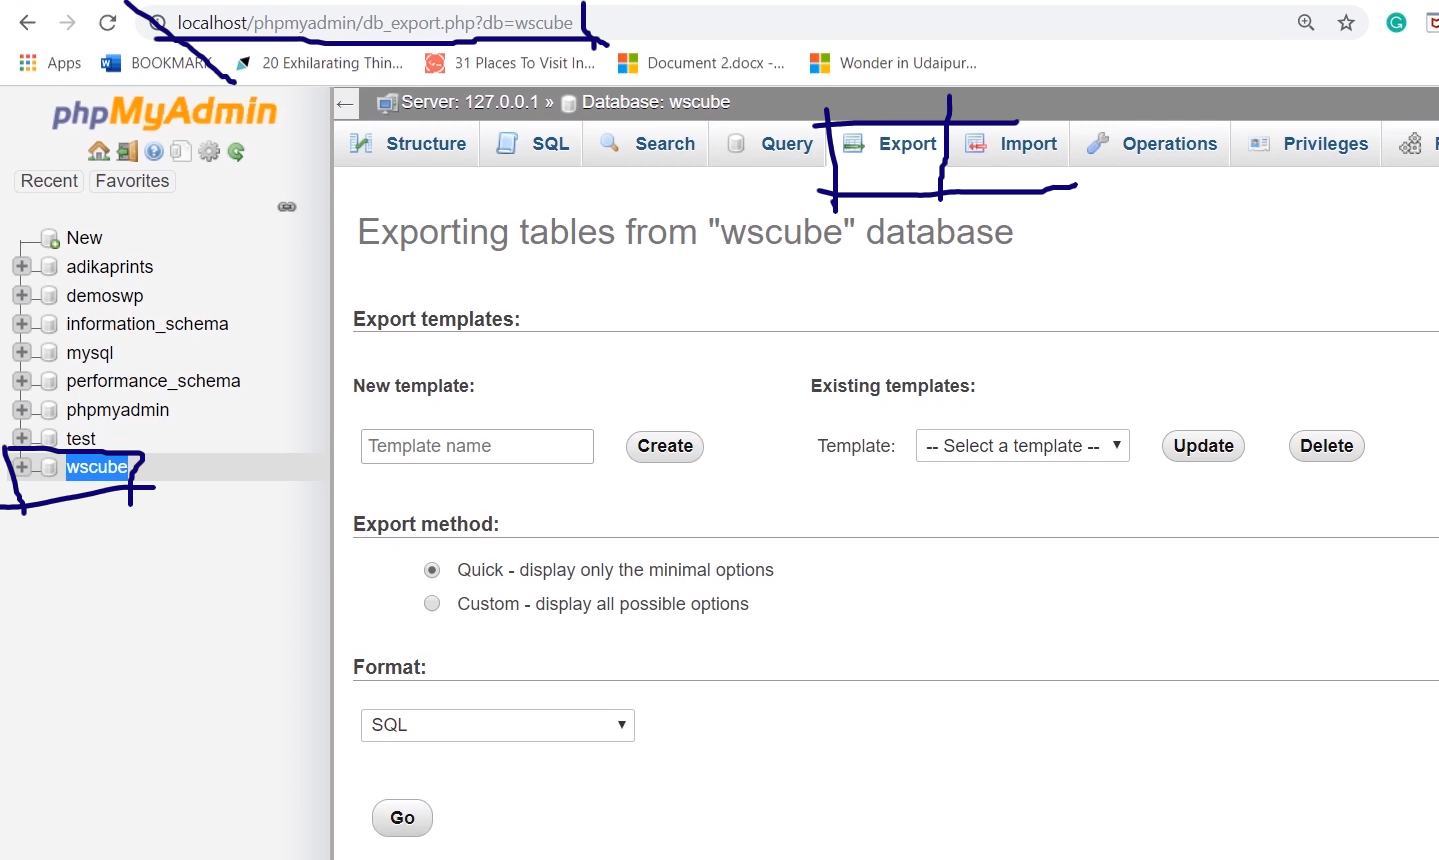 localhost/phpmyadmin/db_export.php?db=wscube
Apps BOOKMARK 20 Exhilarating Thin... 31 Places To Visit In... Document 2.docx -... Wonder in Udaipur...
phpMyAdmin
Recent Favorites
New
adikaprints
demoswp
information_schema
mysql
performance_schema
phpmyadmin
test
wscube
Server: 127.0.0.1 » Database: wscube
Structure SQL Search Query Export Import Operations Privileges
Exporting tables from "wscube" database
Export templates:
New template: Existing templates:
Template name Create Template: -- Select a template -- Update Delete
Export method:
Quick - display only the minimal options
Custom - display all possible options
Format:
SQL
Go